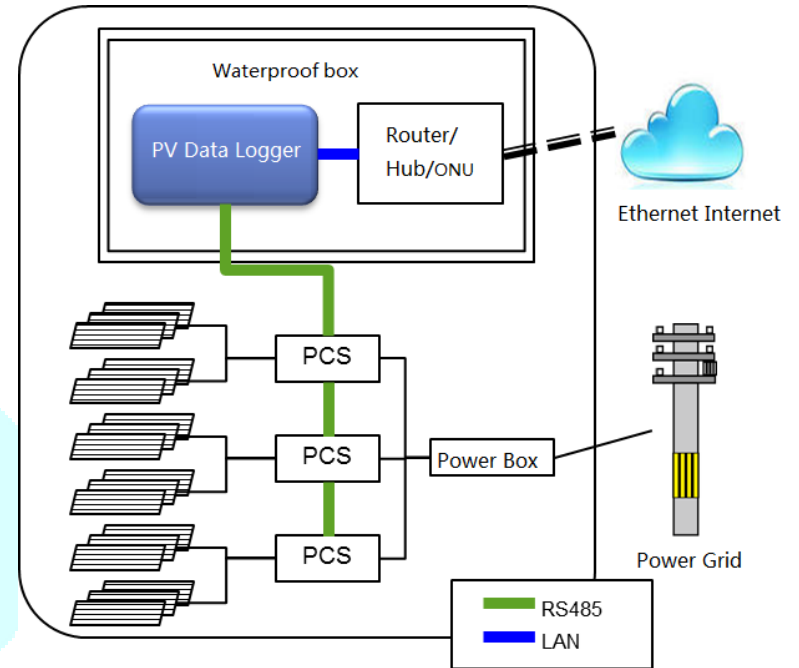 Waterproof box
PV Data Logger
Router/
Hub/ONU
Ethernet Internet
PCS
PCS
Power Box
PCS
Power Grid
RS485
LAN